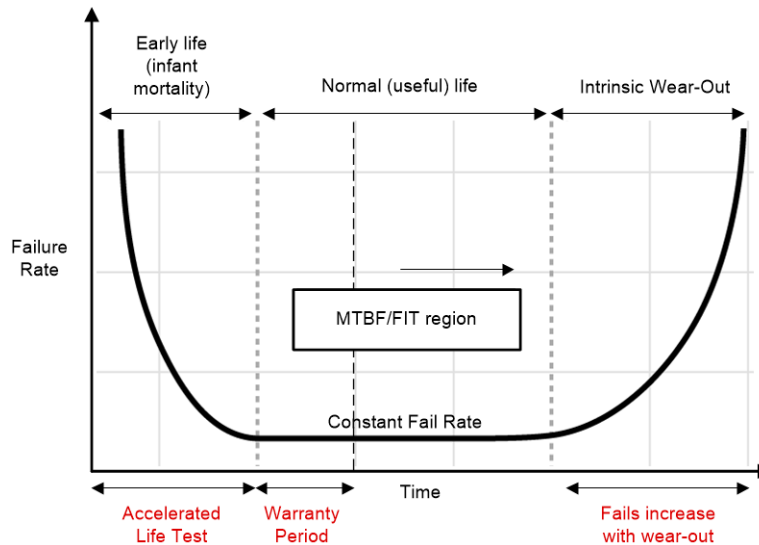 Early life
(infant
mortality)
Normal (useful) life
Intrinsic Wear-Out
Failure
Rate
MTBF/FIT region
Constant Fail Rate
Time
Accelerated
Life Test
Warranty
Period
Fails increase
with wear-out